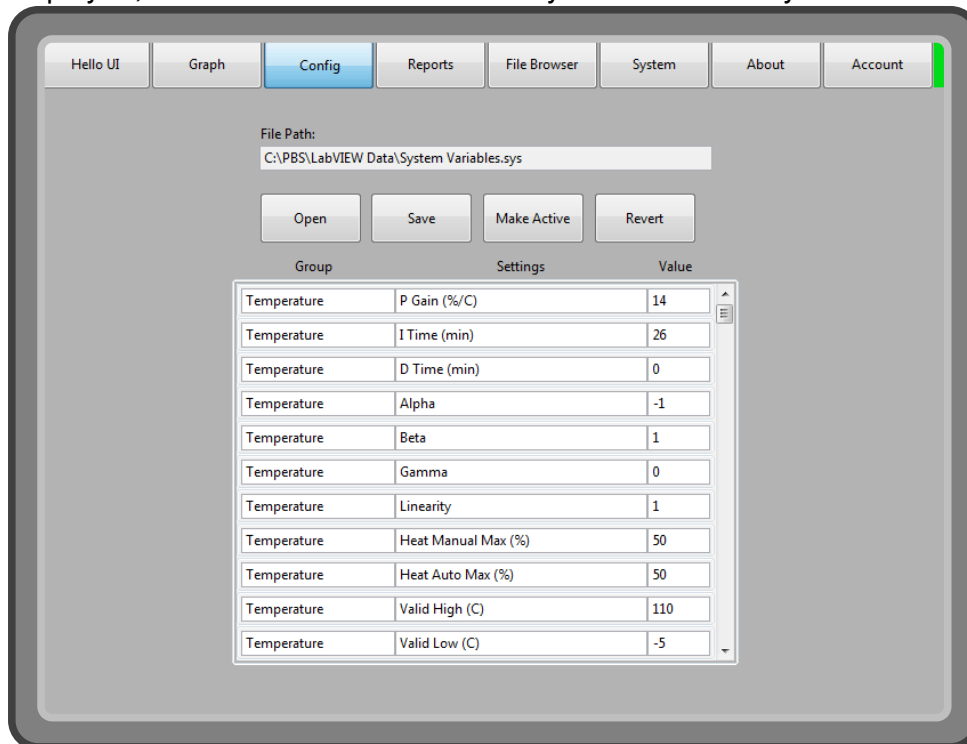 Hello UI Graph Config Reports File Browser System About Account
File Path:
C:\PBS\LabVIEW Data\System Variables.sys
Open Save Make Active Revert
Group Settings Value
Temperature P Gain (%/C) 14
Temperature I Time (min) 26
Temperature D Time (min) 0
Temperature Alpha -1
Temperature Beta 1
Temperature Gamma 0
Temperature Linearity 1
Temperature Heat Manual Max (%) 50
Temperature Heat Auto Max (%) 50
Temperature Valid High (C) 110
Temperature Valid Low (C) -5